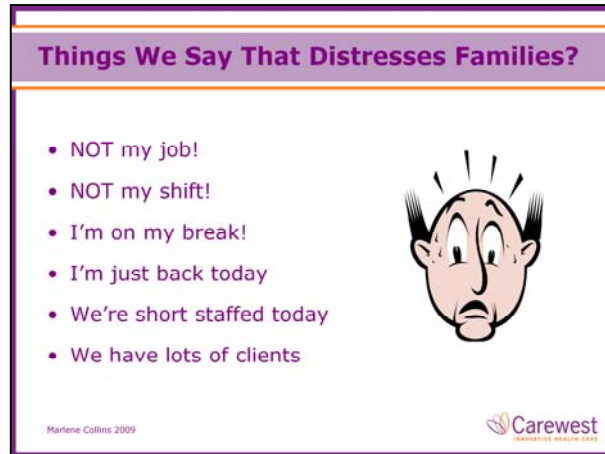 Things We Say That Distresses Families?
• NOT my job!
• NOT my shift!
• I'm on my break!
• I'm just back today
• We're short staffed today
• We have lots of clients
Marlene Collins 2009
Carewest
INNOVATIVE HEALTH CARE